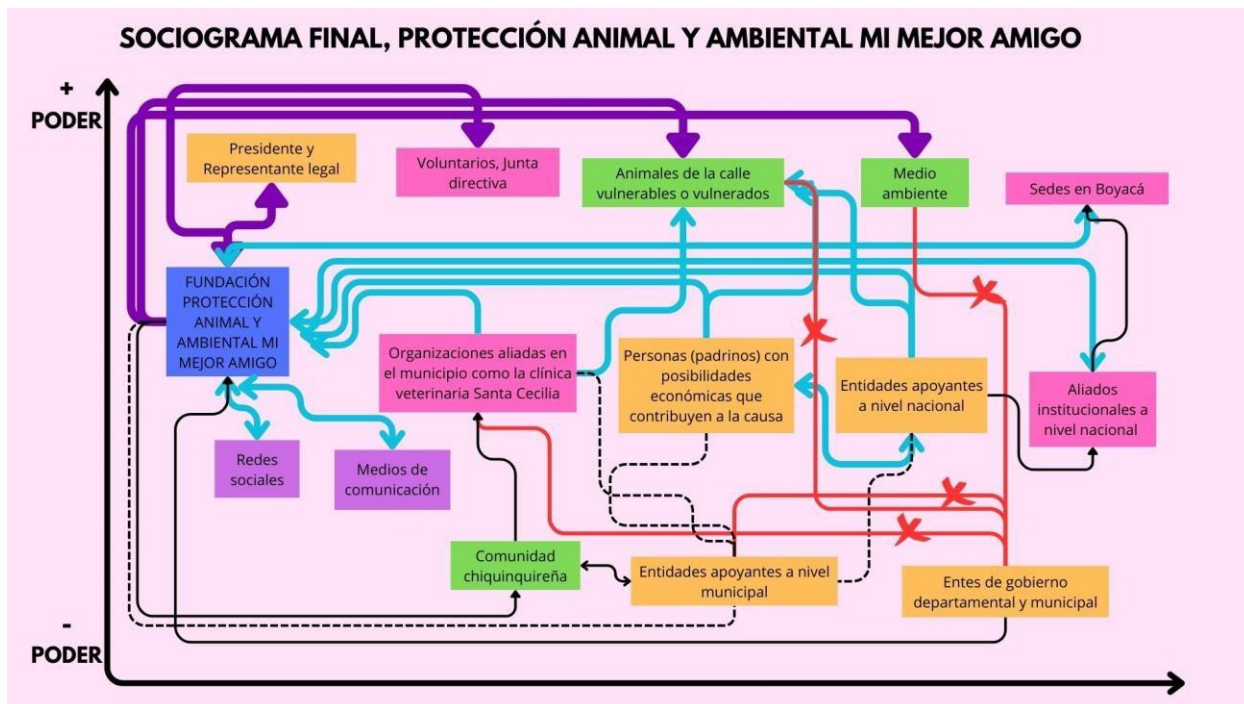 SOCIOGRAMA FINAL, PROTECCIÓN ANIMAL Y AMBIENTAL MI MEJOR AMIGO
+
PODER
Presidente y
Representante legal
Voluntarios, Junta
directiva
Animales de la calle
vulnerables o vulnerados
Medio
ambiente
Sedes en Boyacá
FUNDACIÓN
PROTECCIÓN
ANIMAL Y
AMBIENTAL MI
MEJOR AMIGO
Organizaciones aliadas en
el municipio como la clínica
veterinaria Santa Cecilia
Personas (padrinos) con
posibilidades
económicas que
contribuyen a la causa
Entidades apoyantes
a nivel nacional
Aliados
institucionales a
nivel nacional
Redes
sociales
Medios de
comunicación
Comunidad
chiquinquireña
Entidades apoyantes a nivel
municipal
Entes de gobierno
departamental y municipal
-
PODER